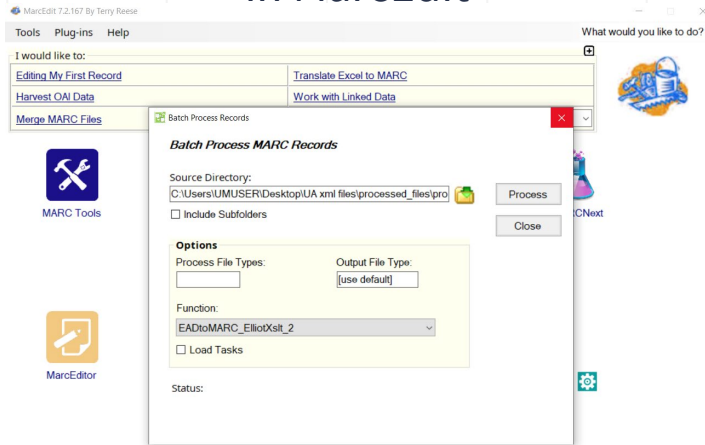 in MarcEdit
MarcEdit 7.2.167 By Terry Reese
Tools Plug-ins Help
What would you like to do?
I would like to:
Editing My First Record
Translate Excel to MARC
Harvest OAI Data
Work with Linked Data
Merge MARC Files
Batch Process Records
Batch Process MARC Records
Source Directory:
C:\Users\UMUSER\Desktop\UA xml files\processed_files\pro
Process
Include Subfolders
Close
MARC Tools
CNext
Options
Process File Types:
Output File Type:
[use default]
Function:
EADtoMARC_ElliotXslt_2
Load Tasks
MarcEditor
Status: